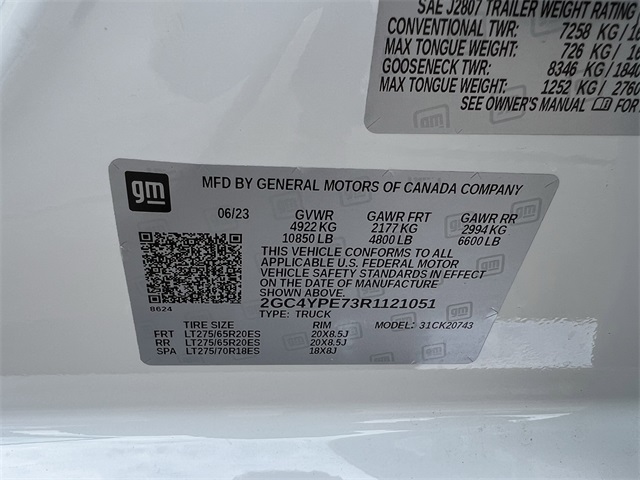 SAE J2807 TRAILER WEIGHT RATING
CONVENTIONAL TWR: 7258 KG/
MAX TONGUE WEIGHT: 726 KG/
GOOSENECK TWR: 8346 KG/
MAX TONGUE WEIGHT: 1252 KG/
SEE OWNER'S MANUAL FOR
gm
MFD BY GENERAL MOTORS OF CANADA COMPANY
06/23 GVWR GAWR FRT GAWR RR
4922 KG 2177 KG 2994 KG
10850 LB 4800 LB 6600 LB
THIS VEHICLE CONFORMS TO ALL
APPLICABLE U.S. FEDERAL MOTOR
VEHICLE SAFETY STANDARDS IN
EFFECT ON THE DATE OF MANUFACTURE
SHOWN ABOVE.
8624
2GC4YPE73R1121051
TYPE: TRUCK
TIRE SIZE RIM MODEL: 31CK20743
FRT LT275/65R20ES 20X8.5J
RR LT275/65R20ES 20X8.5J
SPA LT275/70R18ES 18X8J